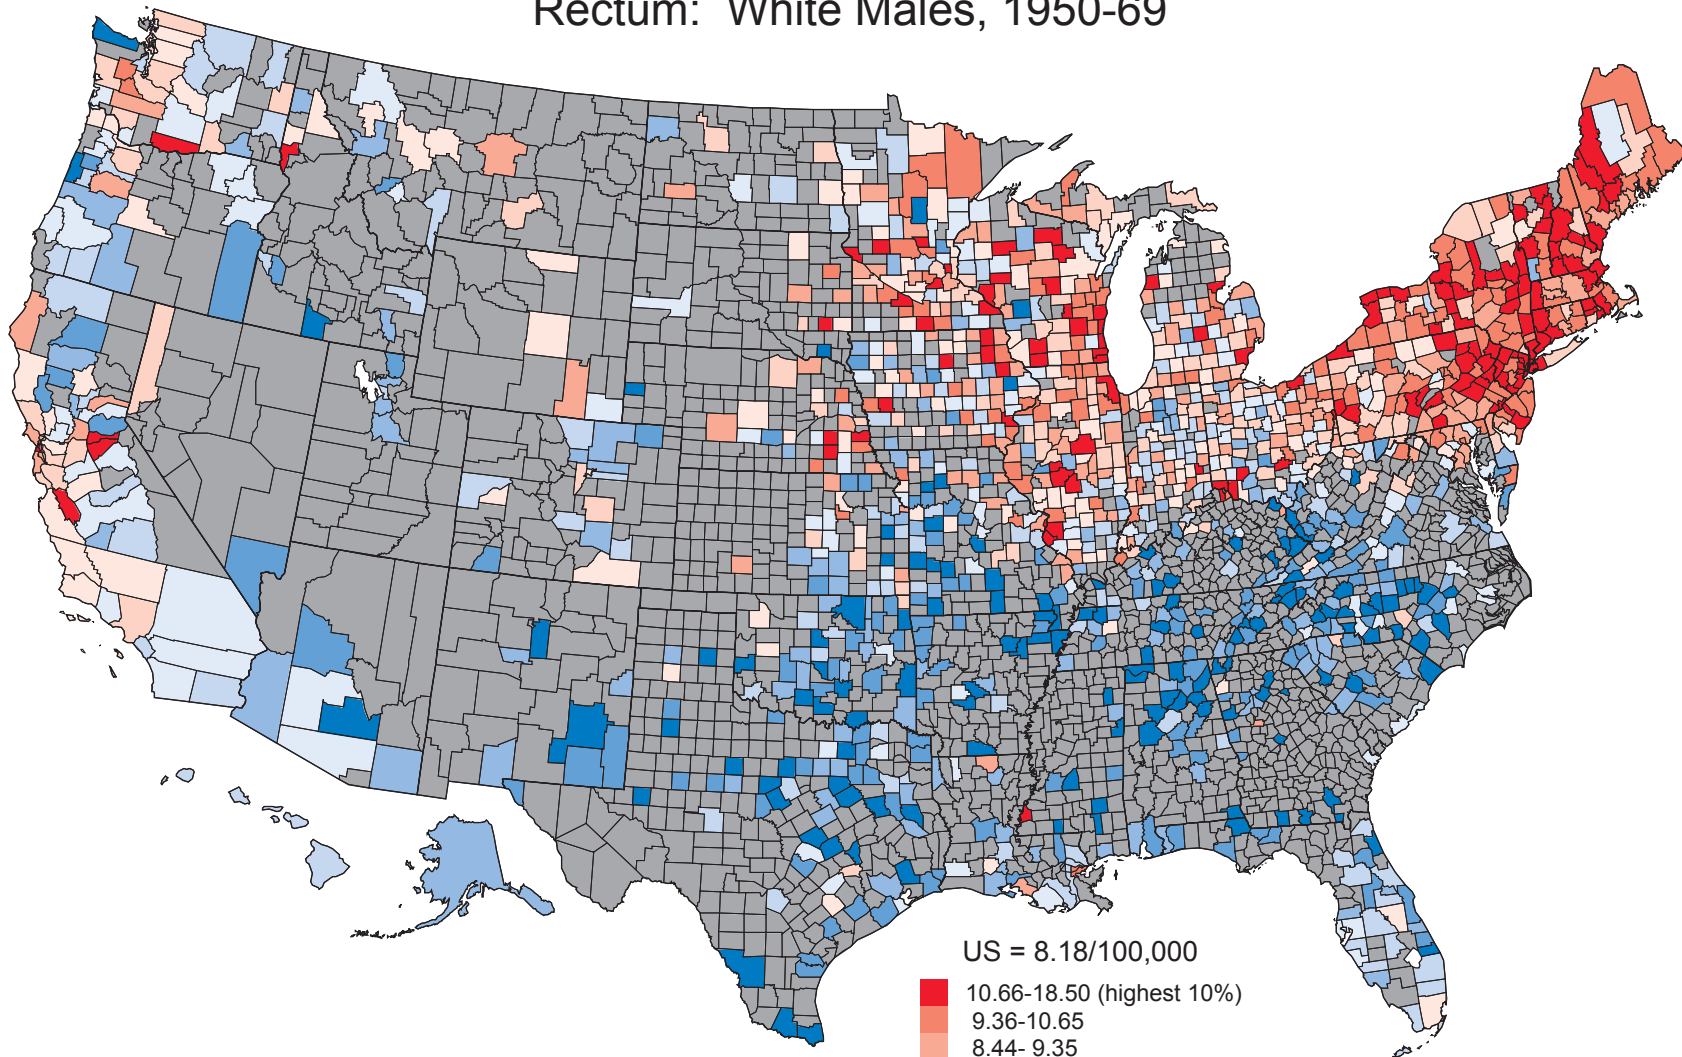 Rectum: White Males, 1950-69
US = 8.18/100,000
10.66-18.50 (highest 10%)
9.36-10.65
8.44- 9.35